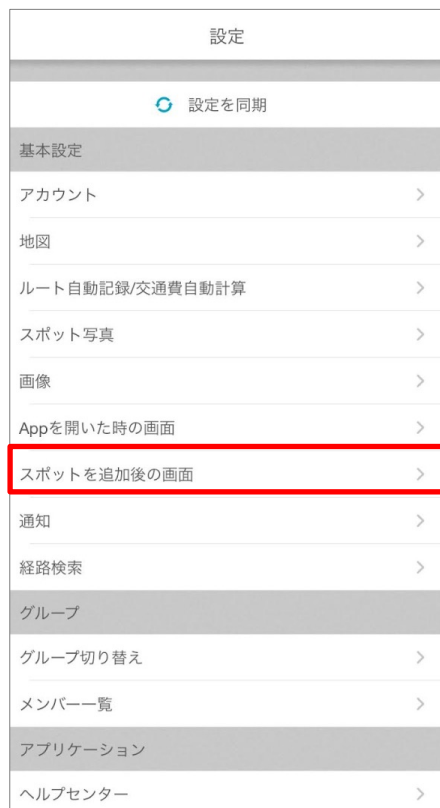 設定
設定を同期
基本設定
アカウント
地図
ルート自動記録/交通費自動計算
スポット写真
画像
Appを開いた時の画面
スポットを追加後の画面
通知
経路検索
グループ
グループ切り替え
メンバー一覧
アプリケーション
ヘルプセンター